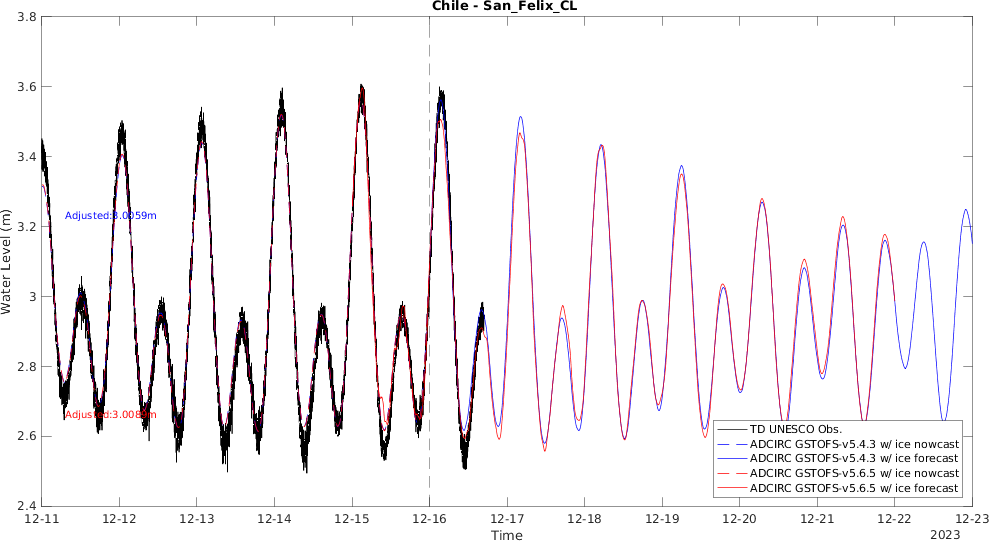 Chile - San_Felix_CL
Water Level (m)
3.8
3.6
3.4
3.2
3
2.8
2.6
2.4
Adjusted:3.0059m
TD UNESCO Obs.
ADCIRC GSTOFS-v5.4.3 w/ ice nowcast
ADCIRC GSTOFS-v5.4.3 w/ ice forecast
ADCIRC GSTOFS-v5.6.5 w/ ice nowcast
ADCIRC GSTOFS-v5.6.5 w/ ice forecast
12-11 12-12 12-13 12-14 12-15 12-16 12-17 12-18 12-19 12-20 12-21 12-22 12-23
Time
2023